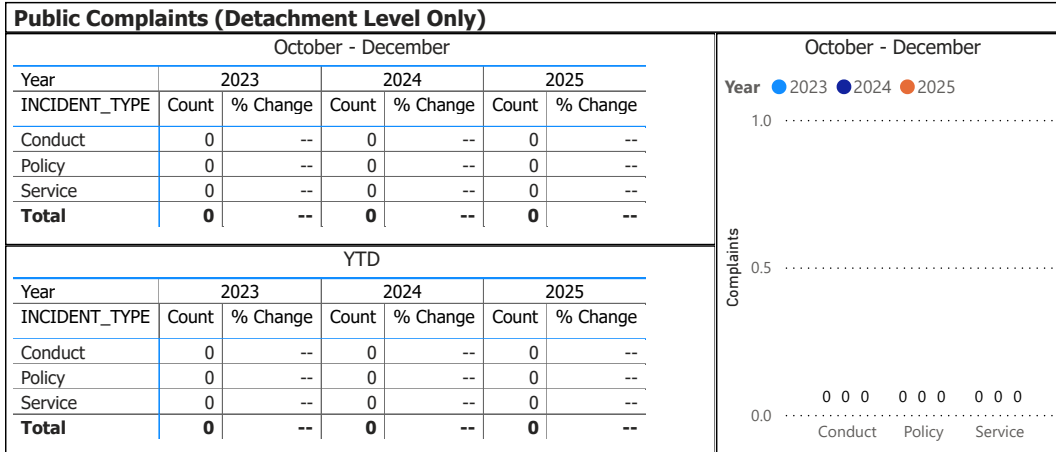 Public Complaints (Detachment Level Only)
October - December
Year 2023 2024 2025
INCIDENT_TYPE Count % Change Count % Change Count % Change
Conduct 0 -- 0 -- 0 --
Policy 0 -- 0 -- 0 --
Service 0 -- 0 -- 0 --
Total 0 -- 0 -- 0 --
YTD
Year 2023 2024 2025
INCIDENT_TYPE Count % Change Count % Change Count % Change
Conduct 0 -- 0 -- 0 --
Policy 0 -- 0 -- 0 --
Service 0 -- 0 -- 0 --
Total 0 -- 0 -- 0 --
October - December
Year 2023 2024 2025
Complaints
1.0
0.5
0.0
0 0 0 0 0 0 0 0 0
Conduct Policy Service